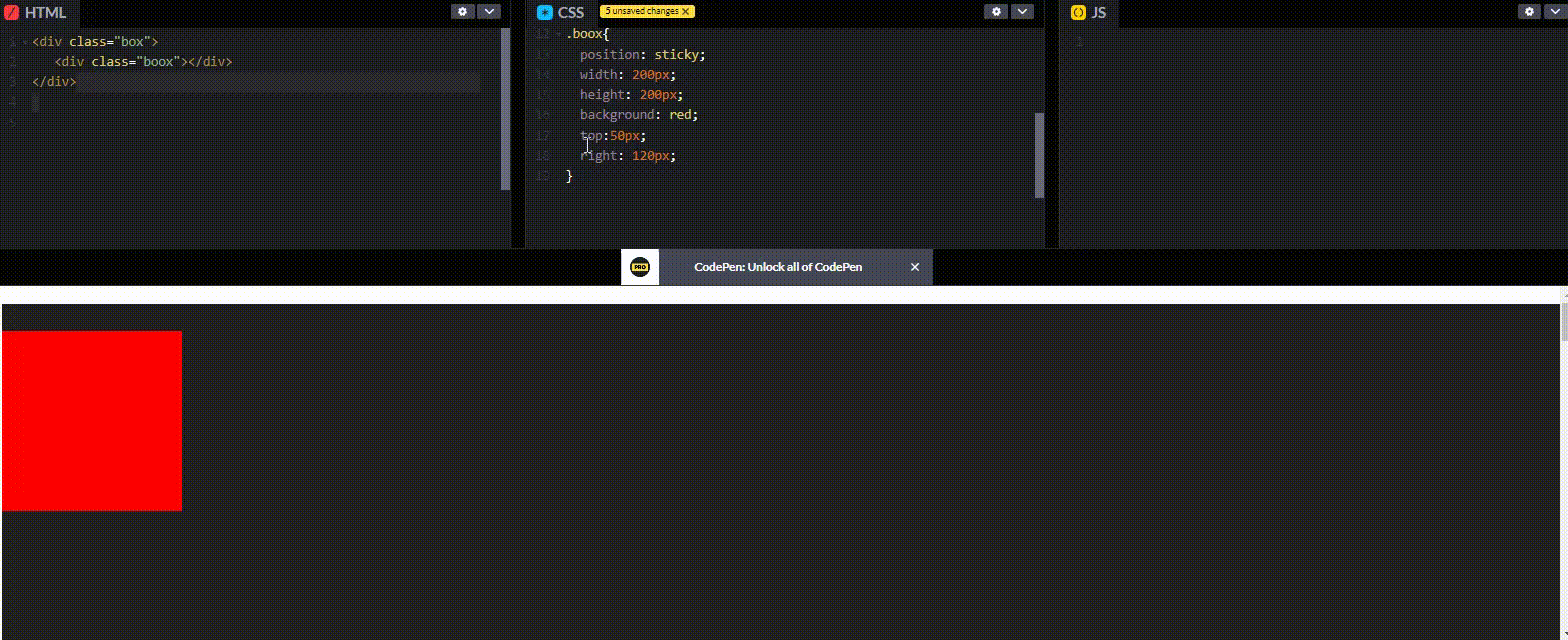 HTML
1 <div class="box">
2 <div class="boox"></div>
3 </div>
4
5
CSS
5 unsaved changes ×
12 .boox{
13 position: sticky;
14 width: 200px;
15 height: 200px;
16 background: red;
17 top:50px;
18 right: 120px;
19 }
JS
1
PRO
CodePen: Unlock all of CodePen ×